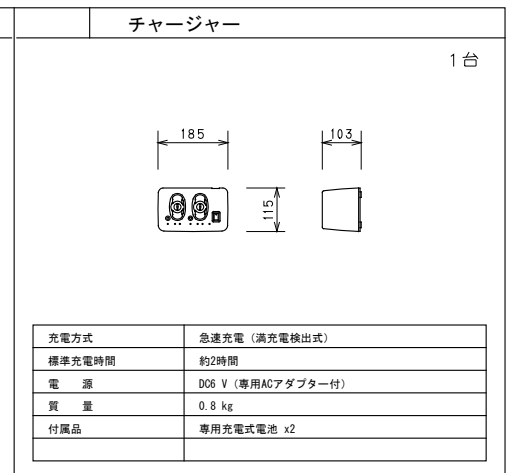 チャージャー
1台
185
103
115
充電方式 急速充電（満充電検出式）
標準充電時間 約2時間
電　源 DC6 V（専用ACアダプター付）
質　量 0.8 kg
付属品 専用充電式電池 x2